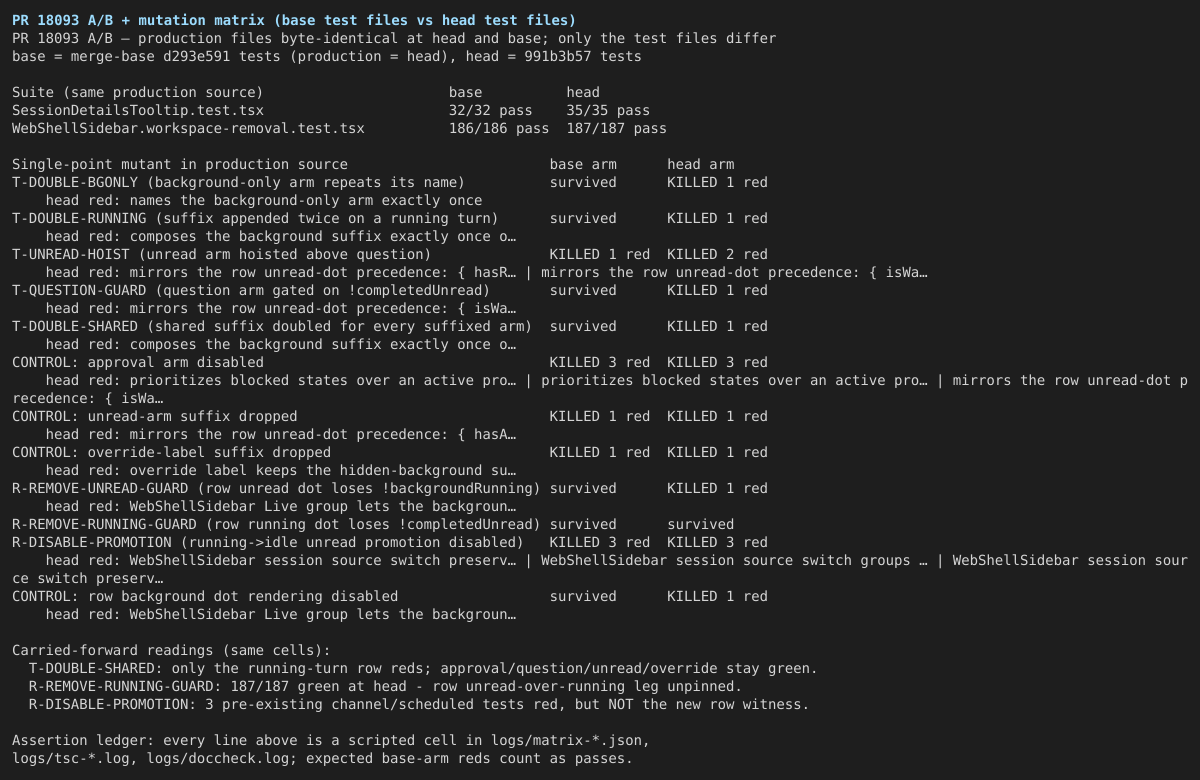 PR 18093 A/B + mutation matrix (base test files vs head test files)
PR 18093 A/B — production files byte-identical at head and base; only the test files differ
base = merge-base d293e591 tests (production = head), head = 991b3b57 tests
Suite (same production source) base head
SessionDetailsTooltip.test.tsx 32/32 pass 35/35 pass
WebShellSidebar.workspace-removal.test.tsx 186/186 pass 187/187 pass
Single-point mutant in production source base arm head arm
T-DOUBLE-BGONLY (background-only arm repeats its name) survived KILLED 1 red
head red: names the background-only arm exactly once
T-DOUBLE-RUNNING (suffix appended twice on a running turn) survived KILLED 1 red
head red: composes the background suffix exactly once o…
T-UNREAD-HOIST (unread arm hoisted above question) KILLED 1 red KILLED 2 red
head red: mirrors the row unread-dot precedence: { hasR… | mirrors the row unread-dot precedence: { isWa…
T-QUESTION-GUARD (question arm gated on !completedUnread) survived KILLED 1 red
head red: mirrors the row unread-dot precedence: { isWa…
T-DOUBLE-SHARED (shared suffix doubled for every suffixed arm) survived KILLED 1 red
head red: composes the background suffix exactly once o…
CONTROL: approval arm disabled KILLED 3 red KILLED 3 red
head red: prioritizes blocked states over an active pro… | prioritizes blocked states over an active pro… | mirrors the row unread-dot p
recedence: { isWa…
CONTROL: unread-arm suffix dropped KILLED 1 red KILLED 1 red
head red: mirrors the row unread-dot precedence: { hasA…
CONTROL: override-label suffix dropped KILLED 1 red KILLED 1 red
head red: override label keeps the hidden-background su…
R-REMOVE-UNREAD-GUARD (row unread dot loses !backgroundRunning) survived KILLED 1 red
head red: WebShellSidebar Live group lets the backgroun…
R-REMOVE-RUNNING-GUARD (row running dot loses !completedUnread) survived survived
R-DISABLE-PROMOTION (running->idle unread promotion disabled) KILLED 3 red KILLED 3 red
head red: WebShellSidebar session source switch preserv… | WebShellSidebar session source switch groups … | WebShellSidebar session sour
ce switch preserv…
CONTROL: row background dot rendering disabled survived KILLED 1 red
head red: WebShellSidebar Live group lets the backgroun…
Carried-forward readings (same cells):
T-DOUBLE-SHARED: only the running-turn row reds; approval/question/unread/override stay green.
R-REMOVE-RUNNING-GUARD: 187/187 green at head - row unread-over-running leg unpinned.
R-DISABLE-PROMOTION: 3 pre-existing channel/scheduled tests red, but NOT the new row witness.
Assertion ledger: every line above is a scripted cell in logs/matrix-*.json,
logs/tsc-*.log, logs/doccheck.log; expected base-arm reds count as passes.